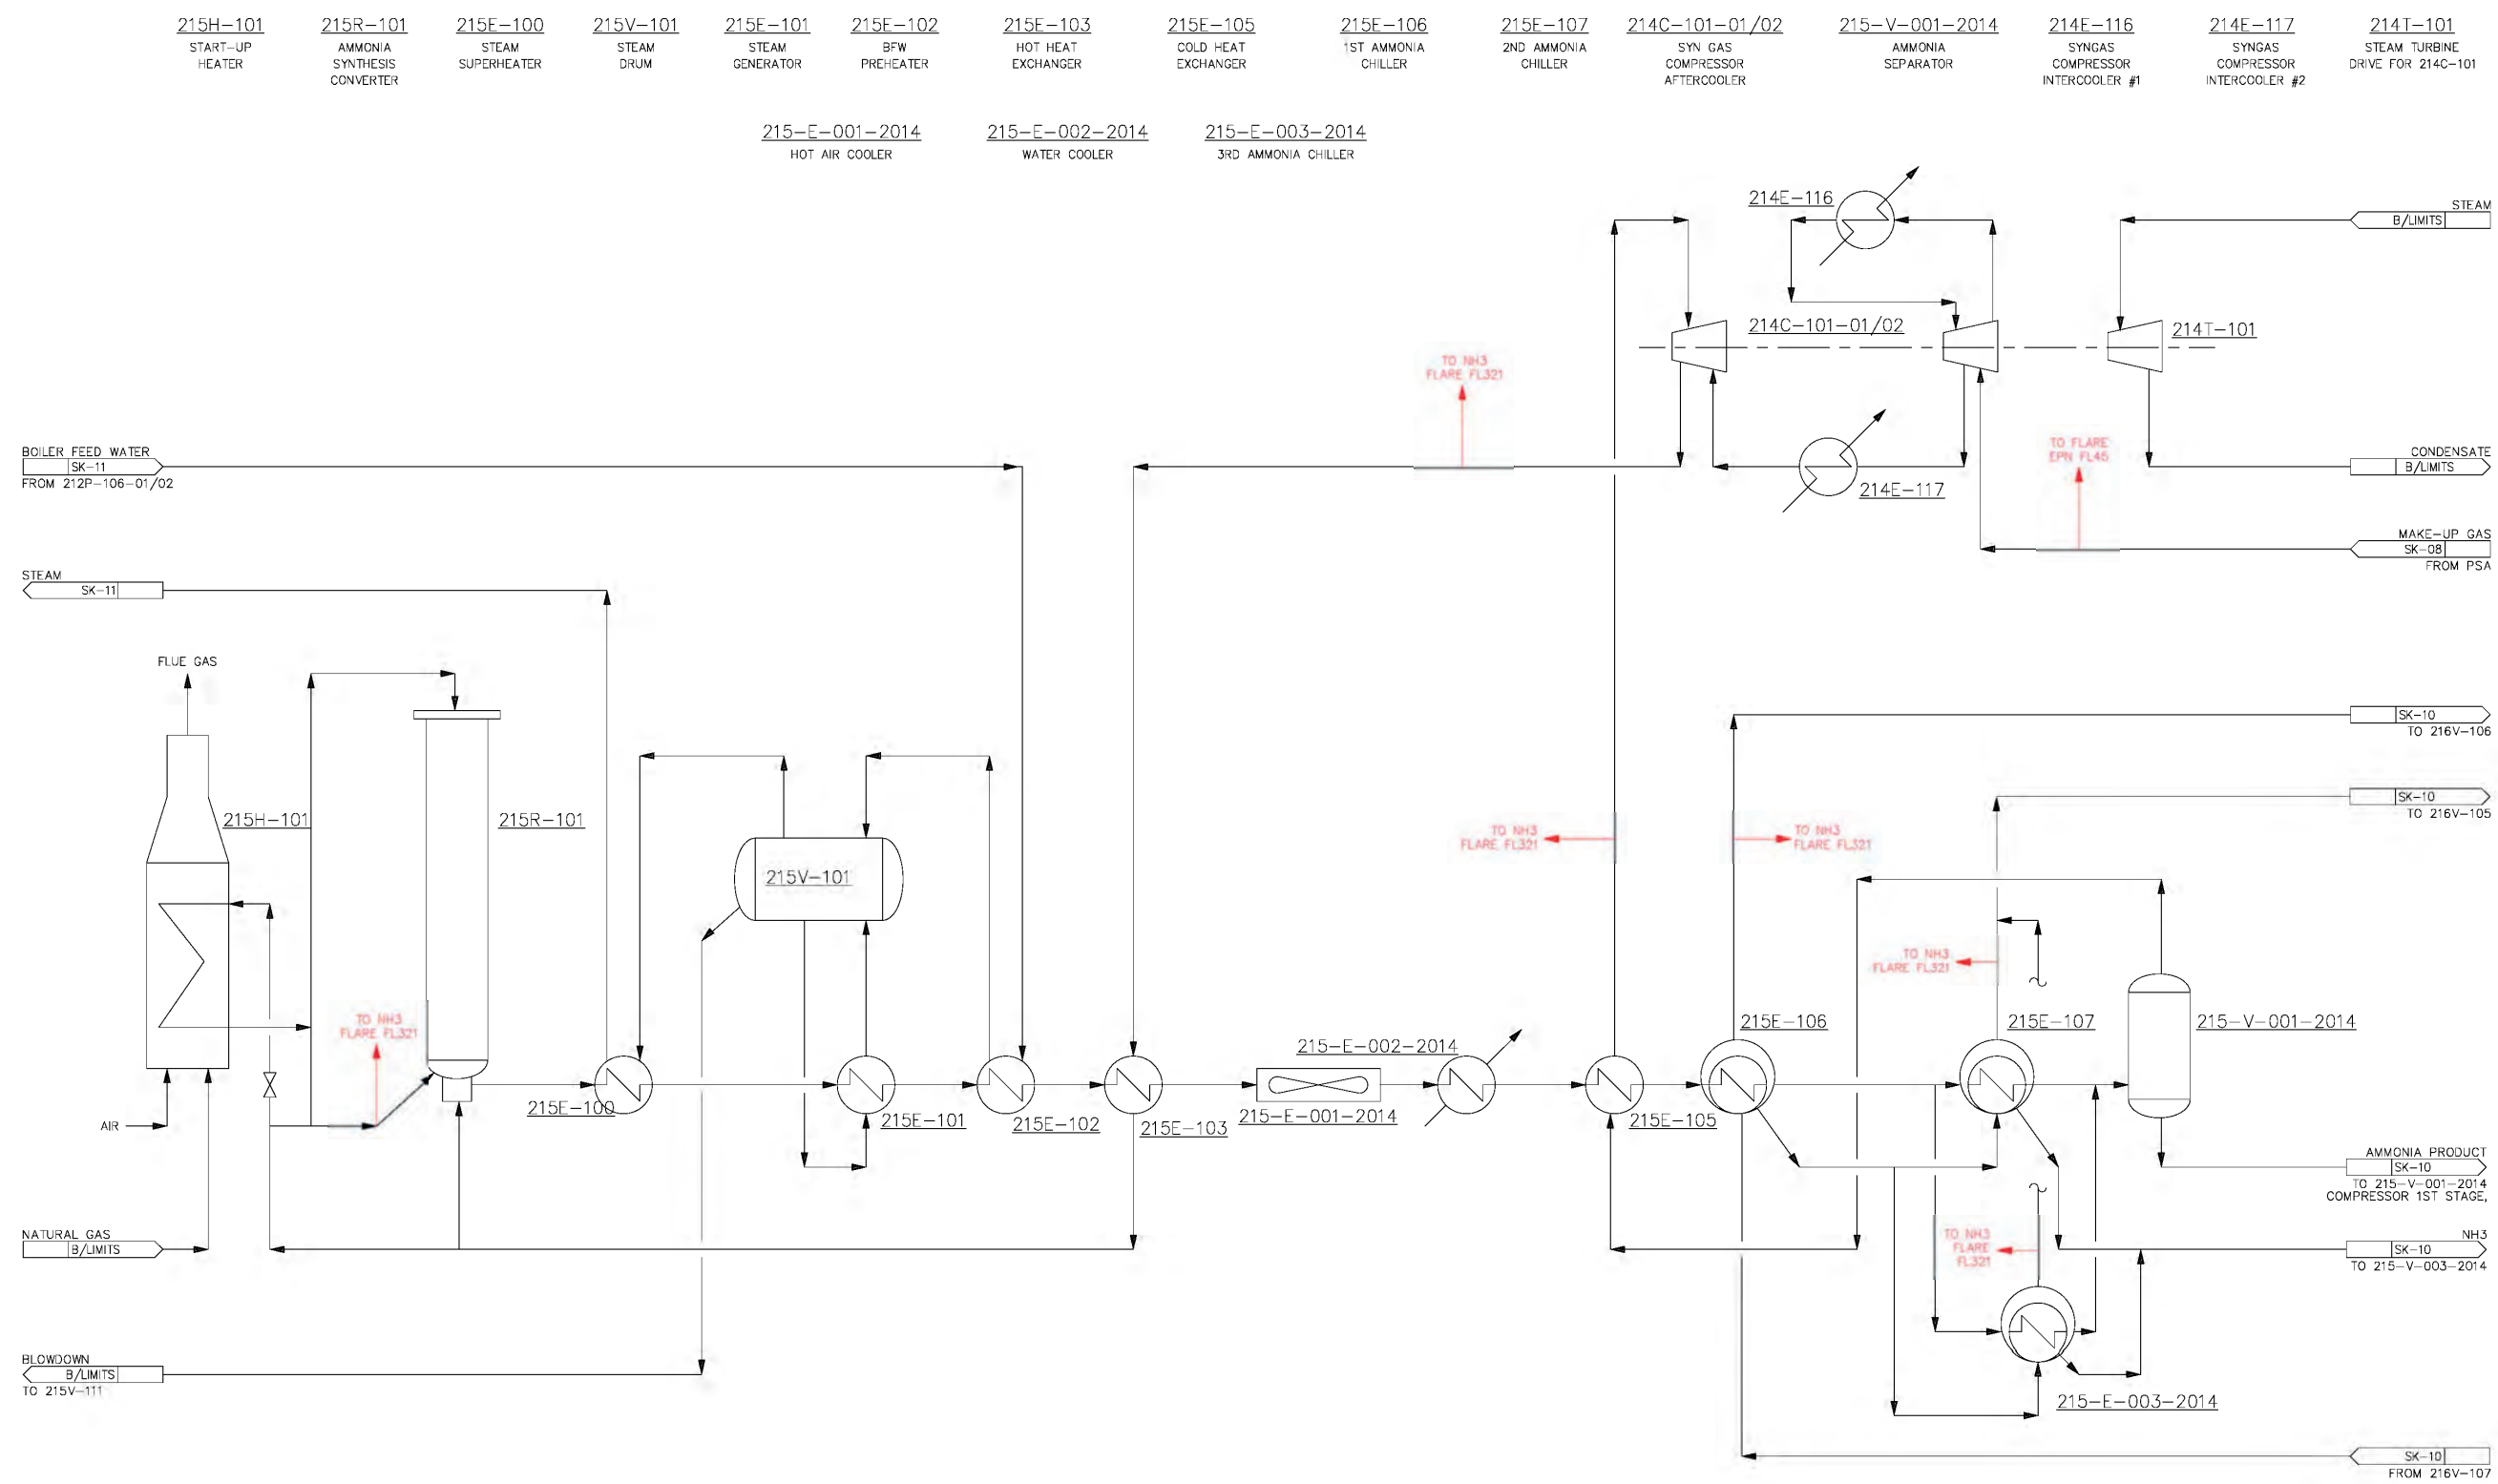 215H-101
START-UP
HEATER
215R-101
AMMONIA
SYNTHESIS
CONVERTER
215E-100
STEAM
SUPERHEATER
215V-101
STEAM
DRUM
215E-101
STEAM
GENERATOR
215E-102
BFW
PREHEATER
215E-103
HOT HEAT
EXCHANGER
215E-105
COLD HEAT
EXCHANGER
215E-106
1ST AMMONIA
CHILLER
215E-107
2ND AMMONIA
CHILLER
214C-101-01/02
SYN GAS
COMPRESSOR
AFTERCOOLER
215-V-001-2014
AMMONIA
SEPARATOR
214E-116
SYNGAS
COMPRESSOR
INTERCOOLER #1
214E-117
SYNGAS
COMPRESSOR
INTERCOOLER #2
214T-101
STEAM TURBINE
DRIVE FOR 214C-101
215-E-001-2014
HOT AIR COOLER
215-E-002-2014
WATER COOLER
215-E-003-2014
3RD AMMONIA CHILLER
214E-116
STEAM
B/LIMITS
214C-101-01/02
214T-101
TO NH3
FLARE FL321
BOILER FEED WATER
SK-11
FROM 212P-106-01/02
TO FLARE
EPN FL45
CONDENSATE
B/LIMITS
214E-117
MAKE-UP GAS
SK-08
FROM PSA
STEAM
SK-11
FLUE GAS
SK-10
TO 216V-106
SK-10
TO 216V-105
215H-101
215R-101
215V-101
TO NH3
FLARE FL321
TO NH3
FLARE FL321
TO NH3
FLARE FL321
TO NH3
FLARE FL321
215E-106
215E-107
215-V-001-2014
215-E-002-2014
215E-100
215E-101
215E-102
215E-103
215-E-001-2014
215E-105
AIR
AMMONIA PRODUCT
SK-10
TO 215-V-001-2014
COMPRESSOR 1ST STAGE,
NATURAL GAS
B/LIMITS
TO NH3
FLARE
FL321
NH3
SK-10
TO 215-V-003-2014
BLOWDOWN
B/LIMITS
TO 215V-111
215-E-003-2014
SK-10
FROM 216V-107